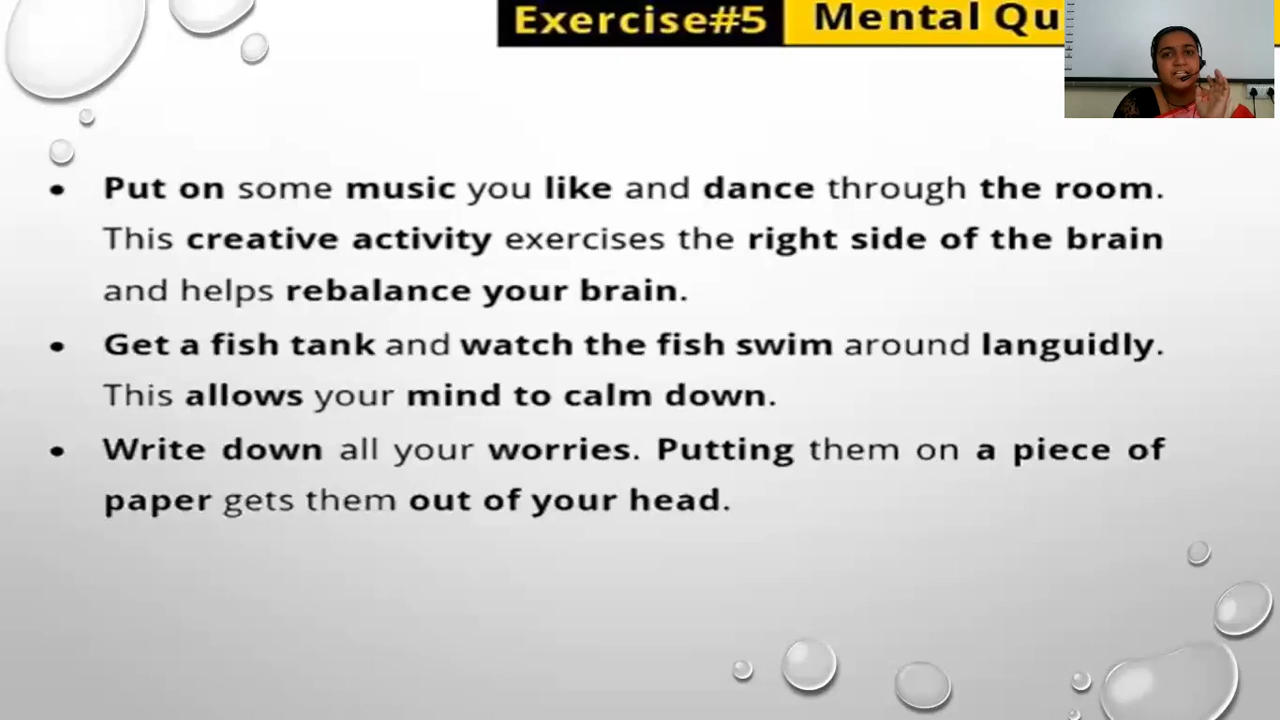 Exercise#5 Mental Qu
Put on some music you like and dance through the room.
This creative activity exercises the right side of the brain
and helps rebalance your brain.
Get a fish tank and watch the fish swim around languidly.
This allows your mind to calm down.
Write down all your worries. Putting them on a piece of
paper gets them out of your head.